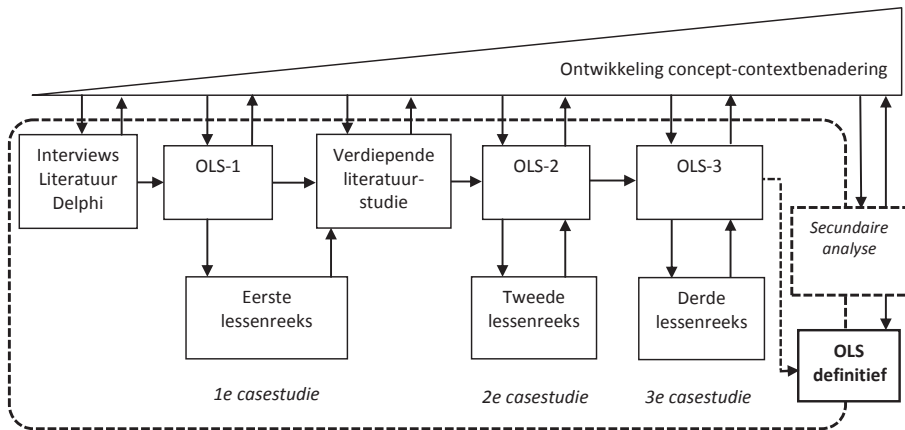 Ontwikkeling concept-contextbenadering
Interviews
Literatuur
Delphi
OLS-1
Verdiepende
literatuur-
studie
OLS-2
OLS-3
Secundaire
analyse
Eerste
lessenreeks
Tweede
lessenreeks
Derde
lessenreeks
OLS
definitief
1e casestudie
2e casestudie
3e casestudie